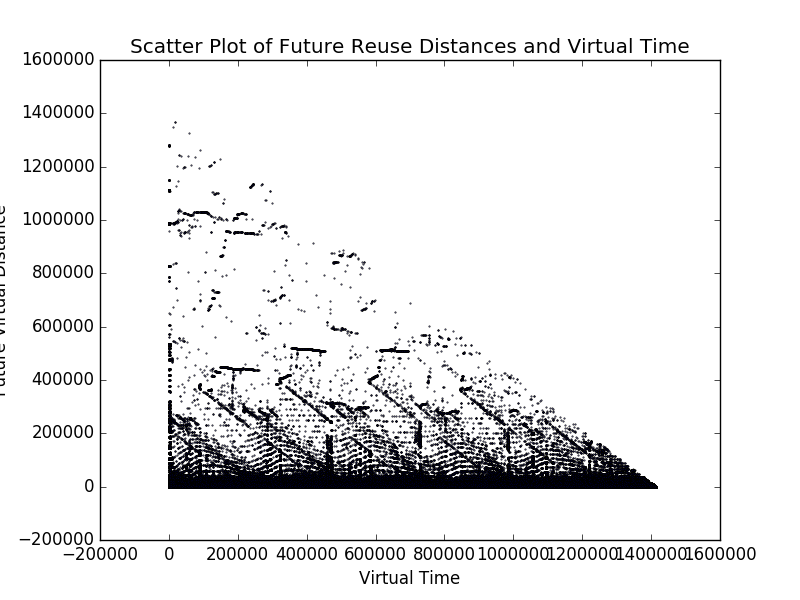 Scatter Plot of Future Reuse Distances and Virtual Time
1600000
1400000
1200000
1000000
800000
600000
400000
200000
0
−200000
−200000 0 200000 400000 600000 800000 1000000 1200000 1400000 1600000
Virtual Time
Future Virtual Distance